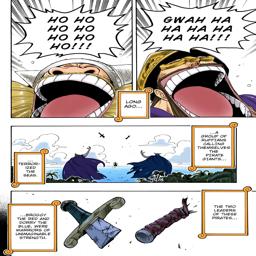 HO HO
HO HO
HO HO
HO!!!
GWAH HA
HA HA HA
HA HA!!!
LONG
AGO...
...A
GROUP OF
RUFFIANS
CALLING
THEMSELVES
THE
PIRATE
GIANTS...
TERROR-
IZED
THE SEAS.
THE TWO
LEADERS
OF THESE
PIRATES...
...BROGGY
THE RED AND
DORRY THE
BLUE, WERE
WARRIORS OF
UNIMAGINABLE
STRENGTH.